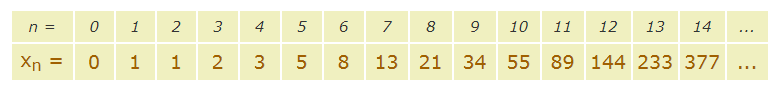 n = 0 1 2 3 4 5 6 7 8 9 10 11 12 13 14 ...
xn = 0 1 1 2 3 5 8 13 21 34 55 89 144 233 377 ...